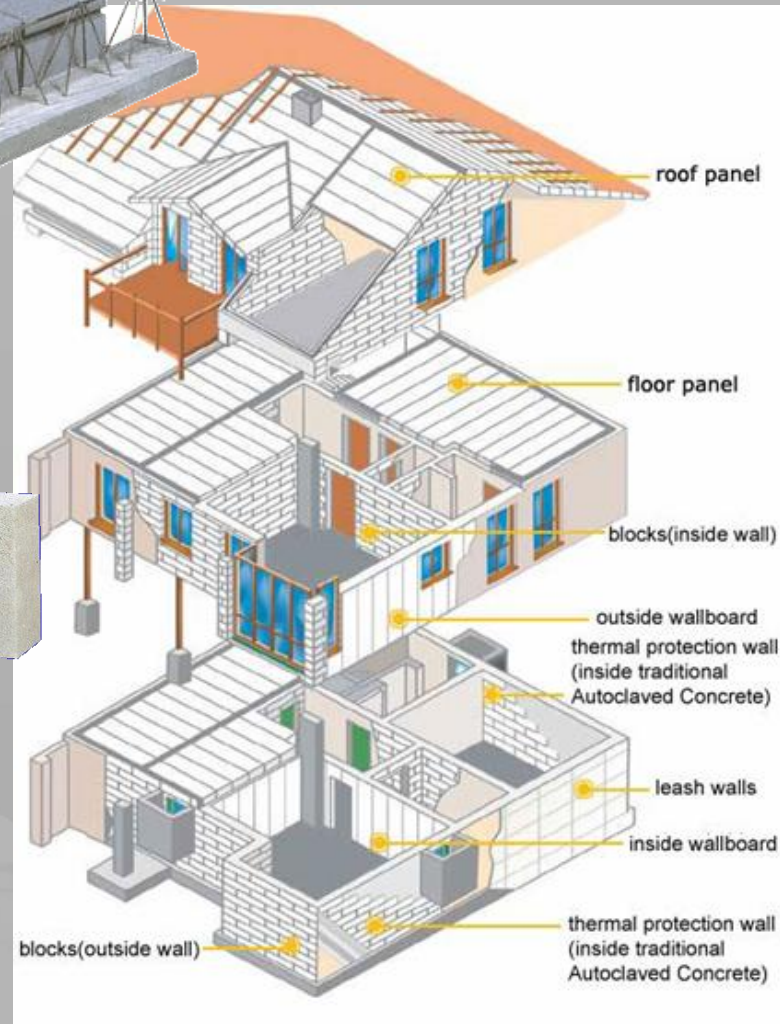 roof panel
floor panel
blocks(inside wall)
outside wallboard
thermal protection wall
(inside traditional
Autoclaved Concrete)
leash walls
inside wallboard
thermal protection wall
(inside traditional
Autoclaved Concrete)
blocks(outside wall)